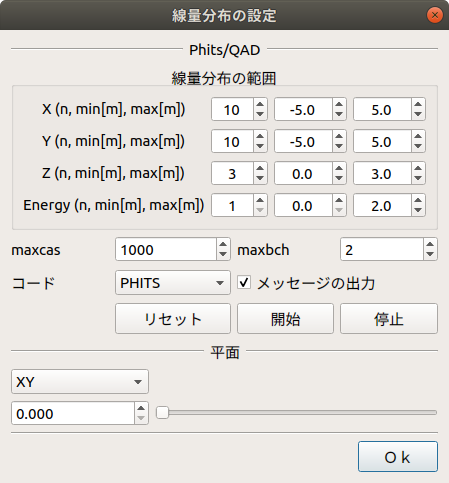 線量分布の設定
Phits/QAD
線量分布の範囲
X (n, min[m], max[m]) 10 -5.0 5.0
Y (n, min[m], max[m]) 10 -5.0 5.0
Z (n, min[m], max[m]) 3 0.0 3.0
Energy (n, min[m], max[m]) 1 0.0 2.0
maxcas 1000 maxbch 2
コード PHITS メッセージの出力
リセット 開始 停止
平面
XY
0.000
Ｏｋ